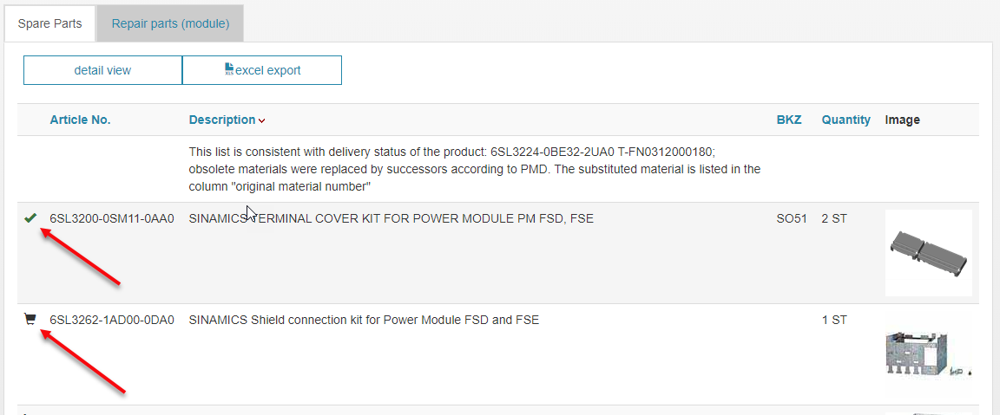 Spare Parts Repair parts (module)
detail view XLS excel export
Article No. Description BKZ Quantity Image
This list is consistent with delivery status of the product: 6SL3224-0BE32-2UA0 T-FN0312000180;
obsolete materials were replaced by successors according to PMD. The substituted material is listed in the
column "original material number"
6SL3200-0SM11-0AA0 SINAMICS TERMINAL COVER KIT FOR POWER MODULE PM FSD, FSE SO51 2 ST
6SL3262-1AD00-0DA0 SINAMICS Shield connection kit for Power Module FSD and FSE 1 ST